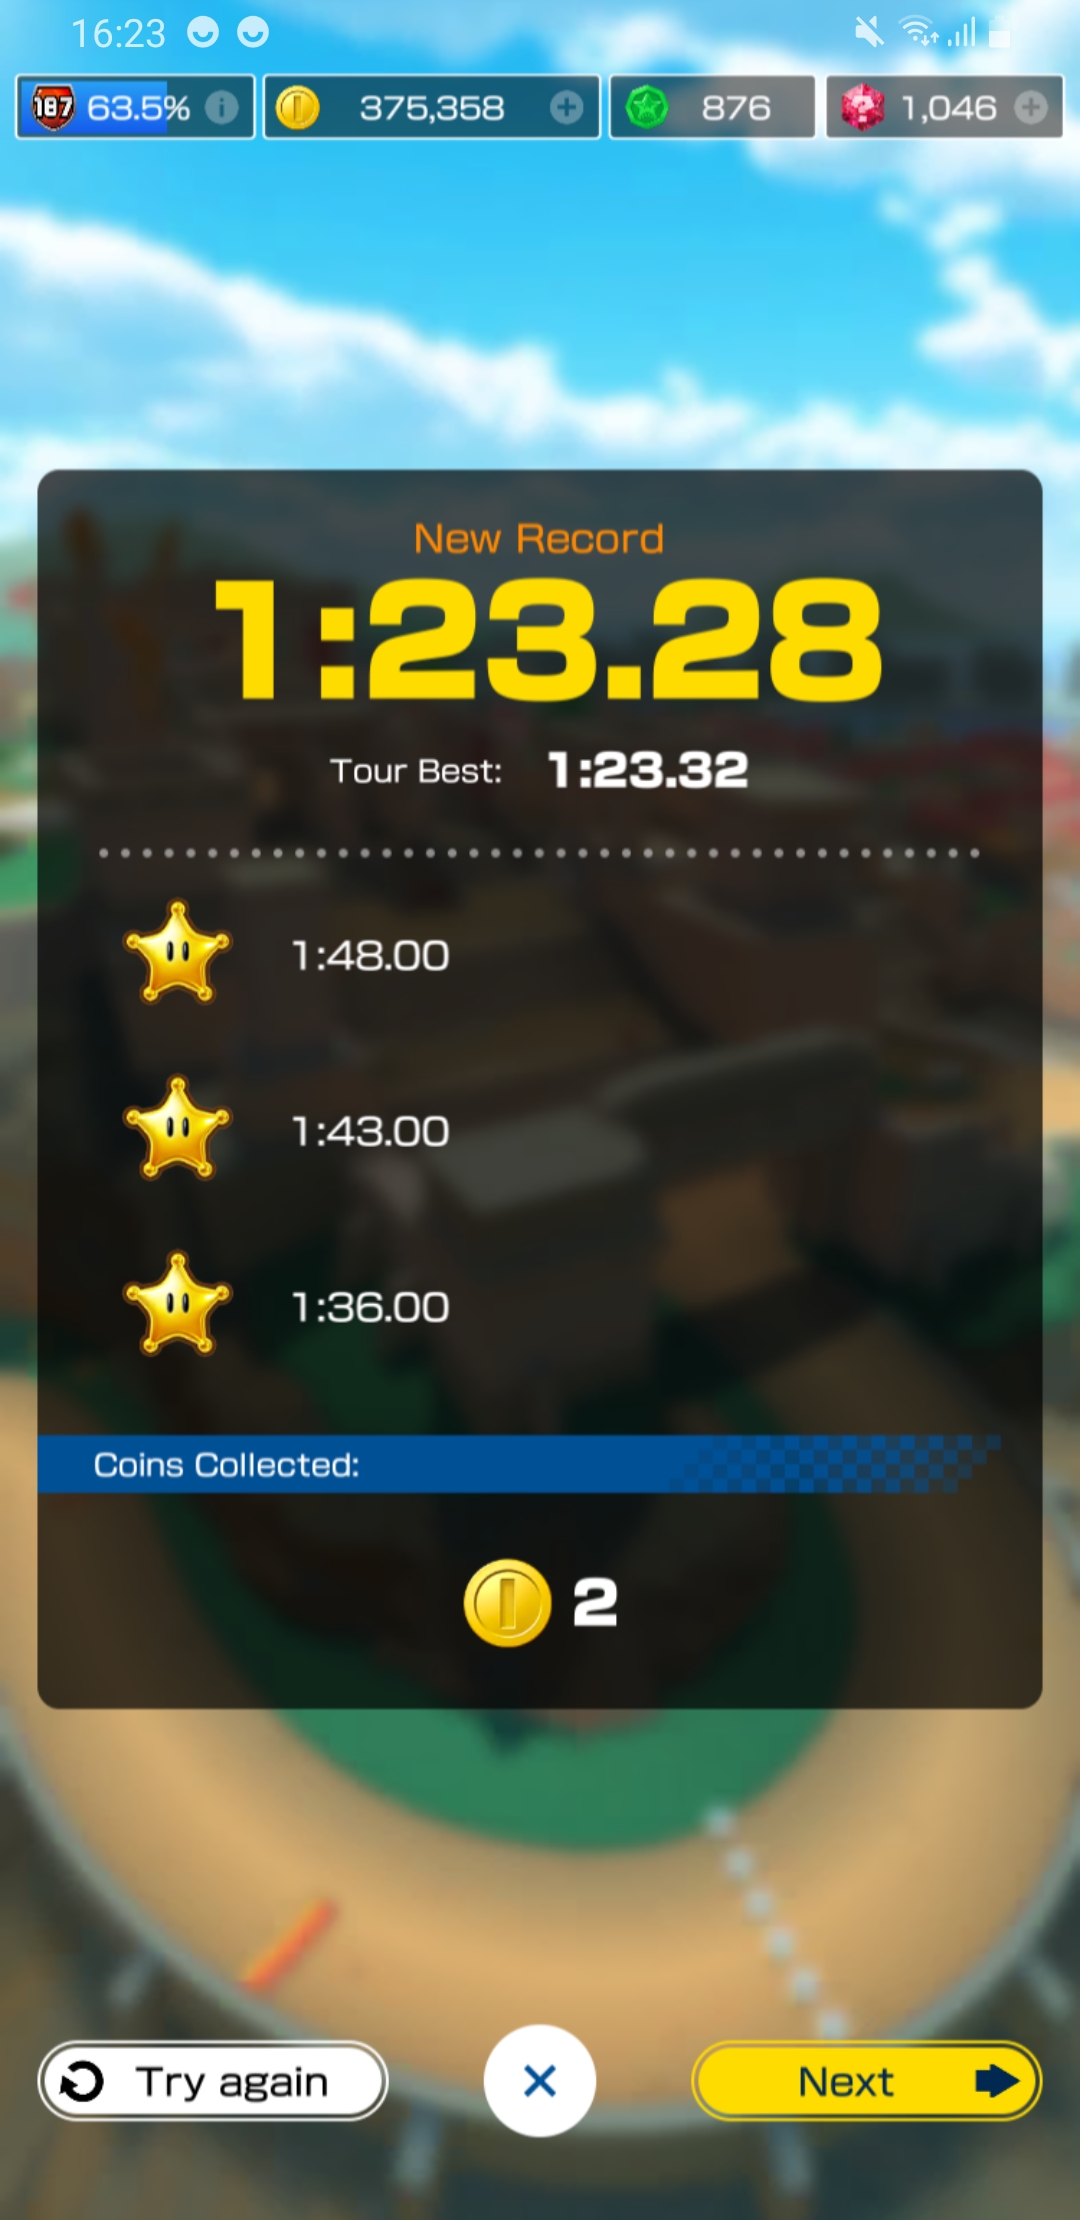 16:23
187 63.5% 375,358 876 1,046
New Record
1:23.28
Tour Best: 1:23.32
1:48.00
1:43.00
1:36.00
Coins Collected:
2
Try again
Next